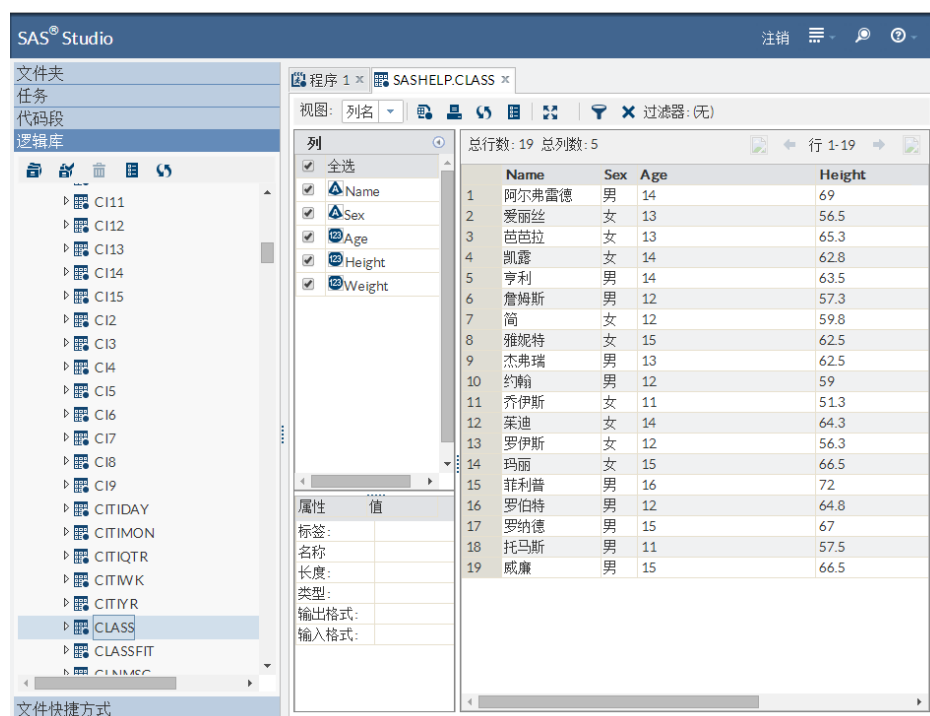 SAS® Studio 注销
文件夹
任务
代码段
逻辑库
CI11
CI12
CI13
CI14
CI15
CI2
CI3
CI4
CI5
CI6
CI7
CI8
CI9
CITIDAY
CITIMON
CITIQTR
CITIWK
CITIYR
CLASS
CLASSFIT
CLNMSG
文件快捷方式
程序 1 × SASHELP.CLASS ×
视图: 列名 过滤器: (无)
列
全选
Name
Sex
Age
Height
Weight
属性 值
标签:
名称
长度:
类型:
输出格式:
输入格式:
总行数: 19 总列数: 5 行 1-19
Name Sex Age Height
1 阿尔弗雷德 男 14 69
2 爱丽丝 女 13 56.5
3 芭芭拉 女 13 65.3
4 凯露 女 14 62.8
5 亨利 男 14 63.5
6 詹姆斯 男 12 57.3
7 简 女 12 59.8
8 雅妮特 女 15 62.5
9 杰弗瑞 男 13 62.5
10 约翰 男 12 59
11 乔伊斯 女 11 51.3
12 茱迪 女 14 64.3
13 罗伊斯 女 12 56.3
14 玛丽 女 15 66.5
15 菲利普 男 16 72
16 罗伯特 男 12 64.8
17 罗纳德 男 15 67
18 托马斯 男 11 57.5
19 威廉 男 15 66.5